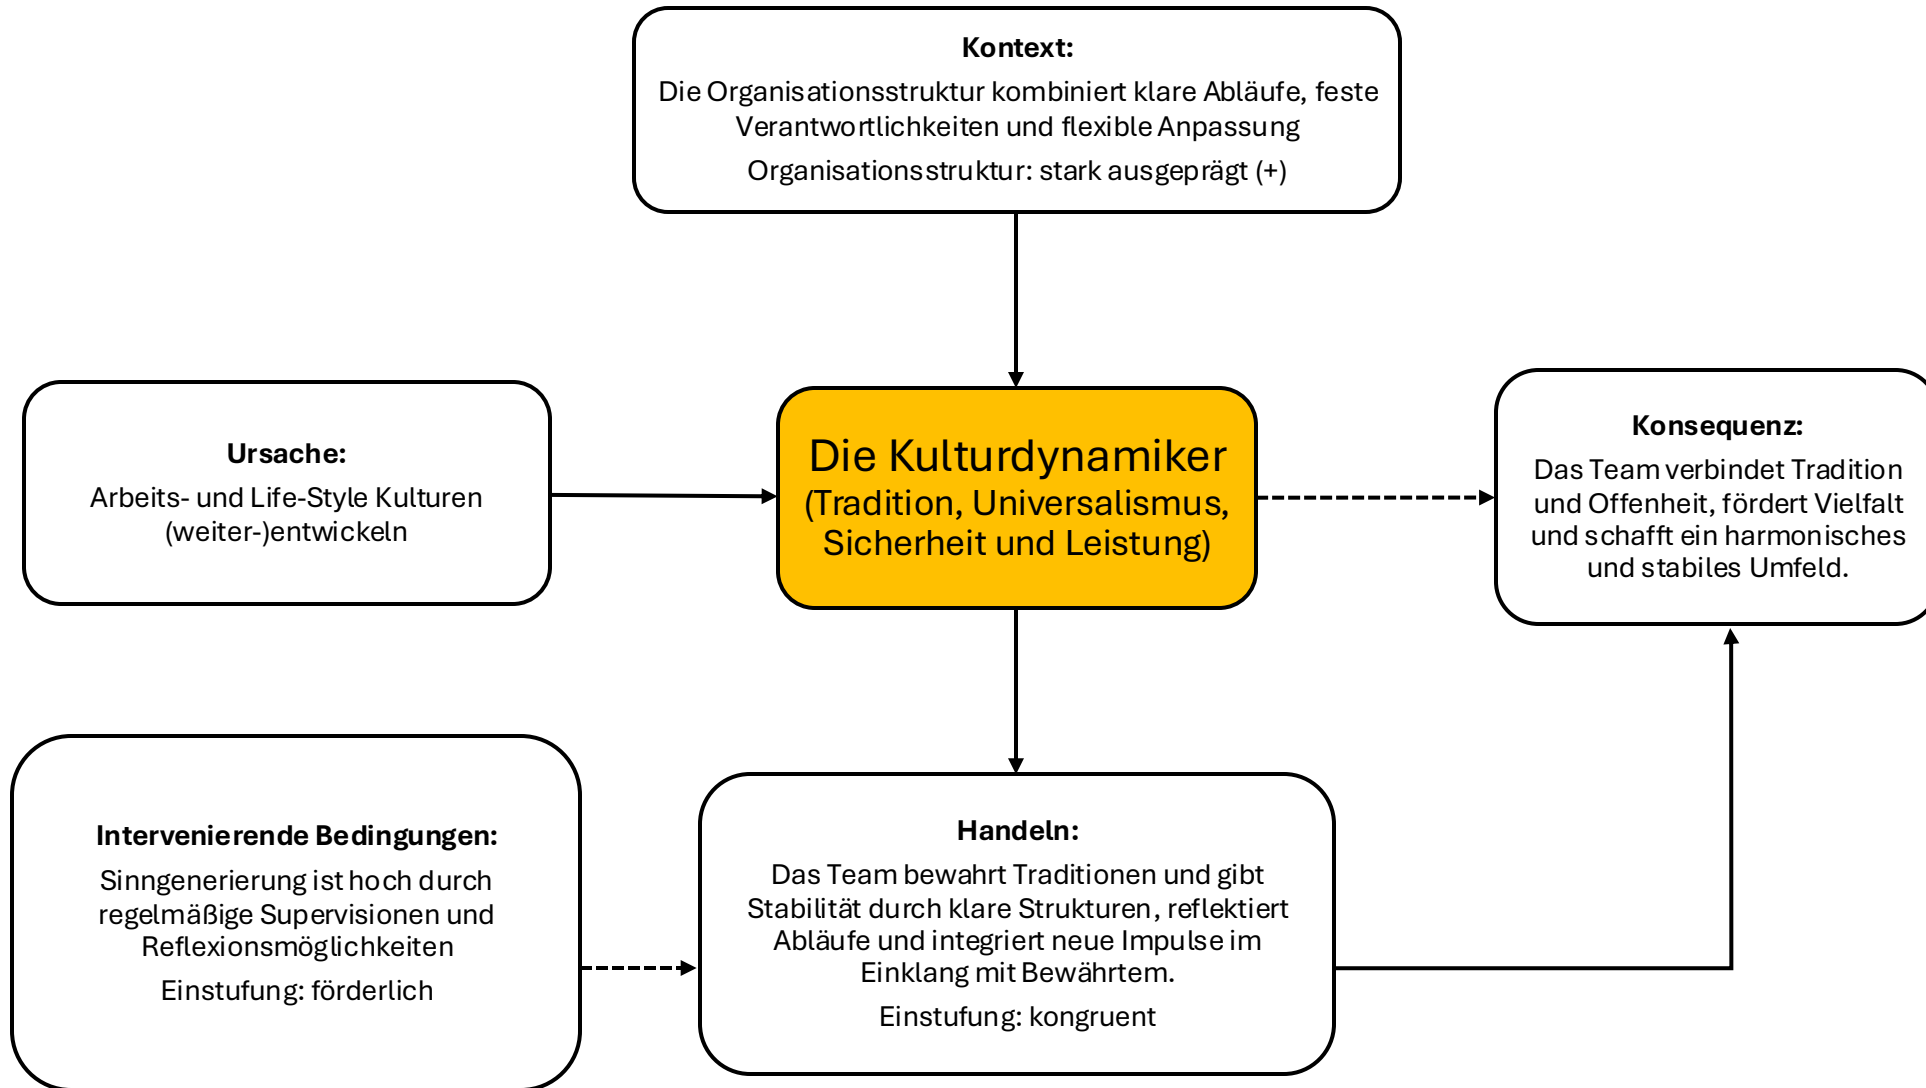 Kontext:
Die Organisationsstruktur kombiniert klare Abläufe, feste
Verantwortlichkeiten und flexible Anpassung
Organisationsstruktur: stark ausgeprägt (+)
Ursache:
Arbeits- und Life-Style Kulturen
(weiter-)entwickeln
Die Kulturdynamiker
(Tradition, Universalismus,
Sicherheit und Leistung)
Konsequenz:
Das Team verbindet Tradition
und Offenheit, fördert Vielfalt
und schafft ein harmonisches
und stabiles Umfeld.
Intervenierende Bedingungen:
Sinngenerierung ist hoch durch
regelmäßige Supervisionen und
Reflexionsmöglichkeiten
Einstufung: förderlich
Handeln:
Das Team bewahrt Traditionen und gibt
Stabilität durch klare Strukturen, reflektiert
Abläufe und integriert neue Impulse im
Einklang mit Bewährtem.
Einstufung: kongruent